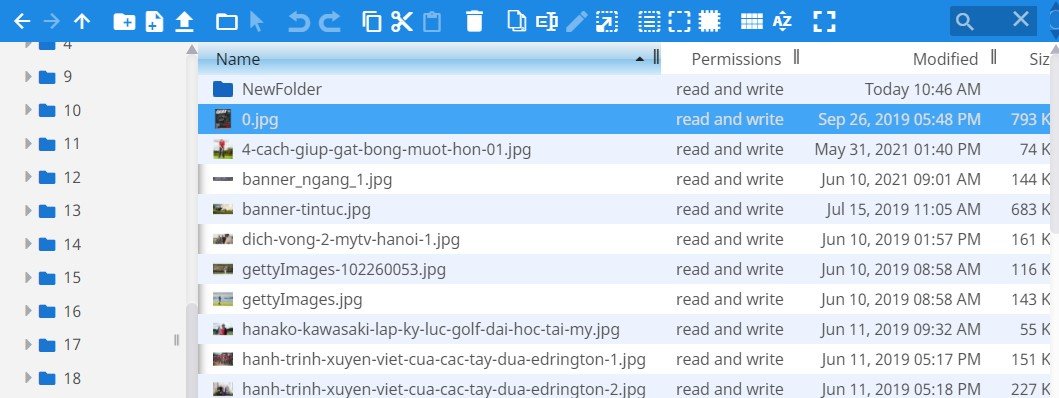 4
9
10
11
12
13
14
15
16
17
18
Name Permissions Modified Siz
NewFolder read and write Today 10:46 AM
0.jpg read and write Sep 26, 2019 05:48 PM 793 K
4-cach-giup-gat-bong-muot-hon-01.jpg read and write May 31, 2021 01:40 PM 74 K
banner_ngang_1.jpg read and write Jun 10, 2021 09:01 AM 144 K
banner-tintuc.jpg read and write Jul 15, 2019 11:05 AM 683 K
dich-vong-2-mytv-hanoi-1.jpg read and write Jun 10, 2019 01:57 PM 161 K
gettyImages-102260053.jpg read and write Jun 10, 2019 08:58 AM 116 K
gettyImages.jpg read and write Jun 10, 2019 08:58 AM 143 K
hanako-kawasaki-lap-ky-luc-golf-dai-hoc-tai-my.jpg read and write Jun 11, 2019 09:32 AM 55 K
hanh-trinh-xuyen-viet-cua-cac-tay-dua-edrington-1.jpg read and write Jun 11, 2019 05:17 PM 151 K
hanh-trinh-xuyen-viet-cua-cac-tay-dua-edrington-2.jpg read and write Jun 11, 2019 05:18 PM 227 K